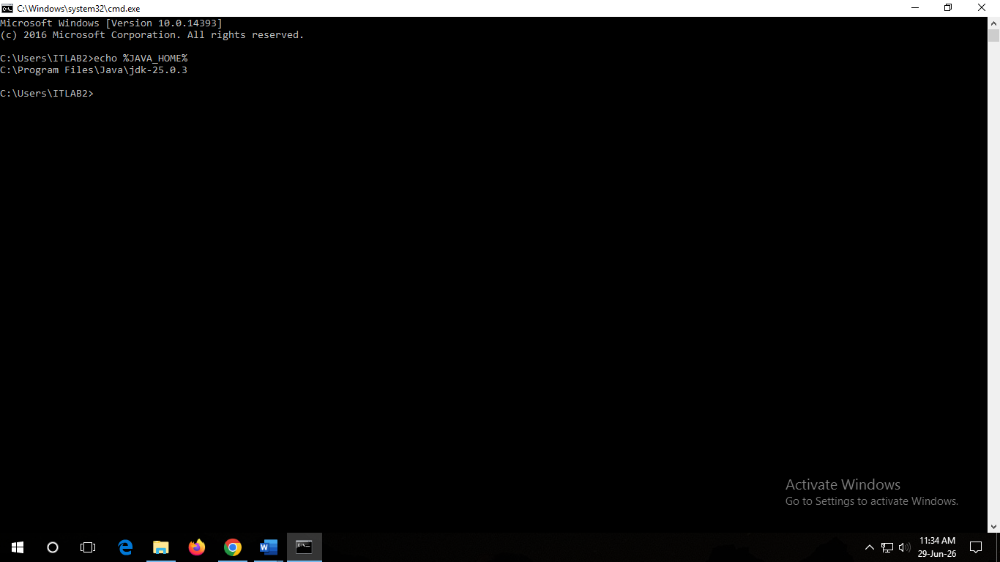 C:\Windows\system32\cmd.exe
Microsoft Windows [Version 10.0.14393]
(c) 2016 Microsoft Corporation. All rights reserved.
C:\Users\ITLAB2>echo %JAVA_HOME%
C:\Program Files\Java\jdk-25.0.3
C:\Users\ITLAB2>
Activate Windows
Go to Settings to activate Windows.
11:34 AM
29-Jun-26